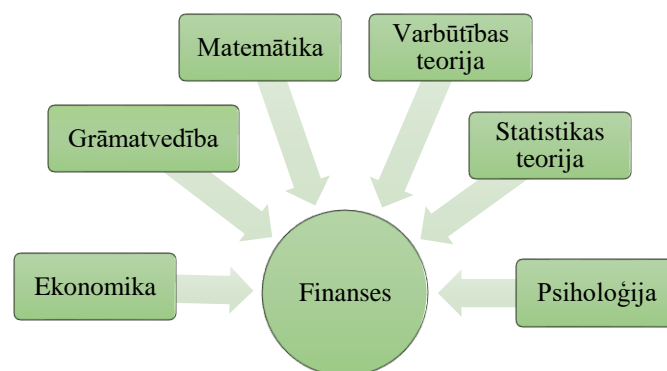 Matemātika
Varbūtības
teorija
Grāmatvedība
Statistikas
teorija
Ekonomika
Finanses
Psiholoģija